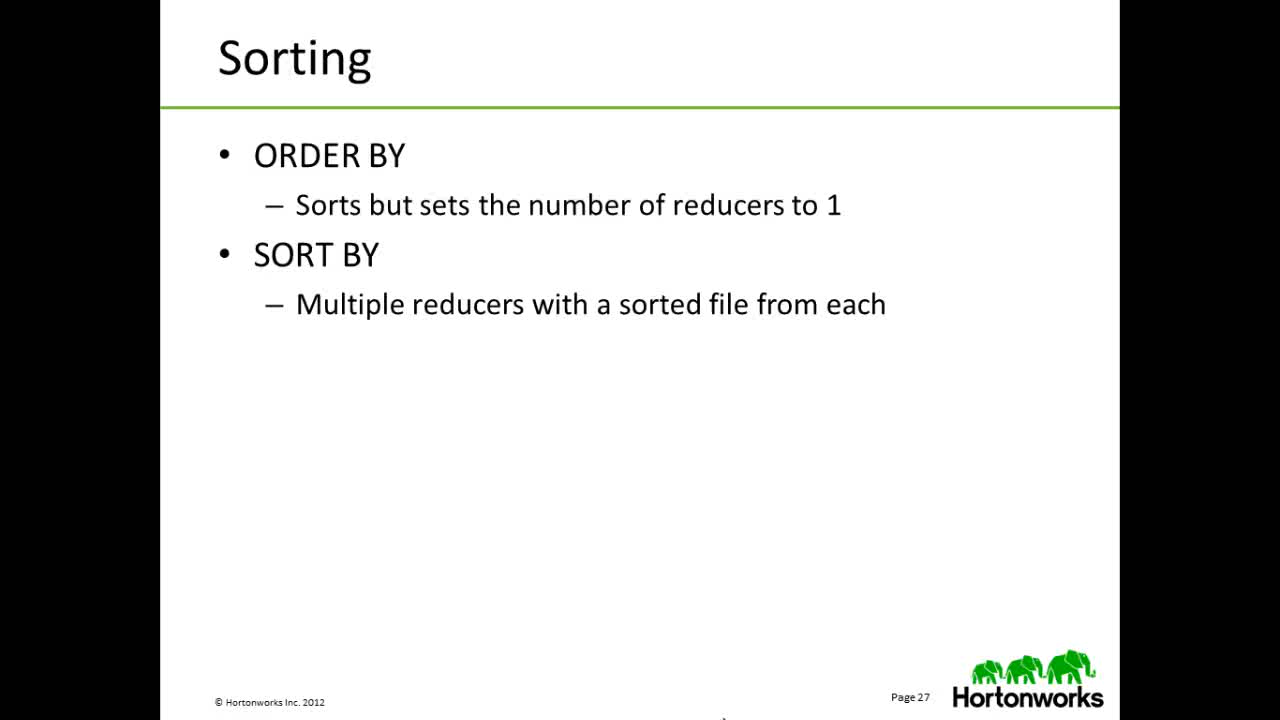 Sorting
• ORDER BY
– Sorts but sets the number of reducers to 1
• SORT BY
– Multiple reducers with a sorted file from each
© Hortonworks Inc. 2012
Page 27
Hortonworks